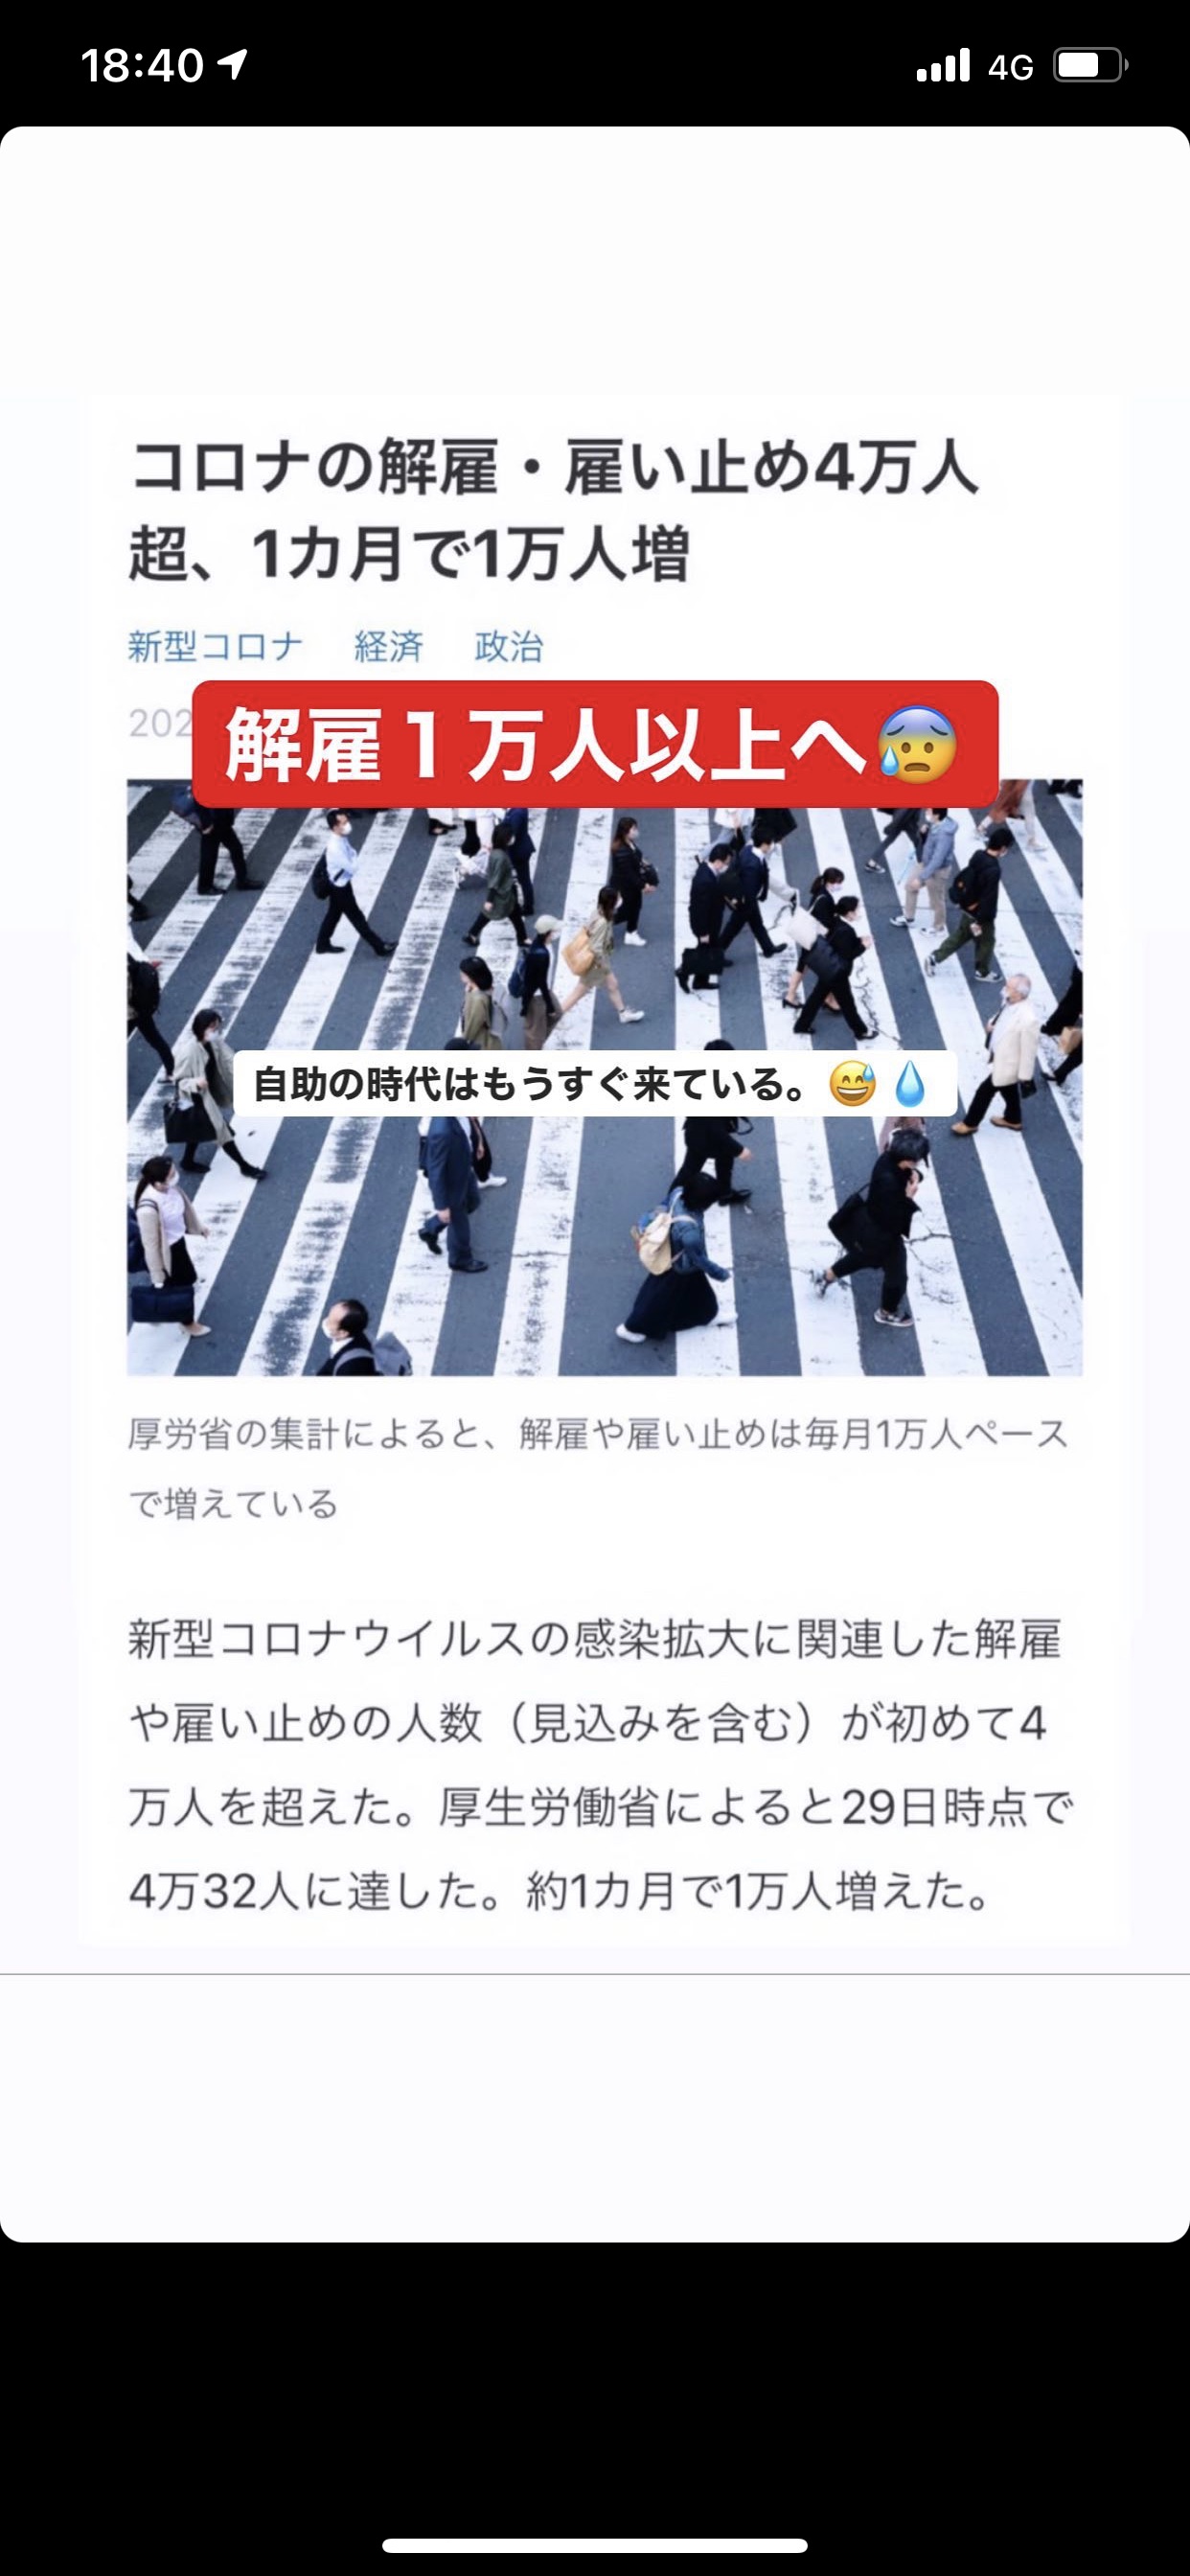 18:40
4G
コロナの解雇・雇い止め4万人
超、1カ月で1万人増
新型コロナ 経済 政治
202
解雇１万人以上へ😰
自助の時代はもうすぐ来ている。😅💧
厚労省の集計によると、解雇や雇い止めは毎月1万人ペース
で増えている
新型コロナウイルスの感染拡大に関連した解雇
や雇い止めの人数（見込みを含む）が初めて4
万人を超えた。厚生労働省によると29日時点で
4万32人に達した。約1カ月で1万人増えた。